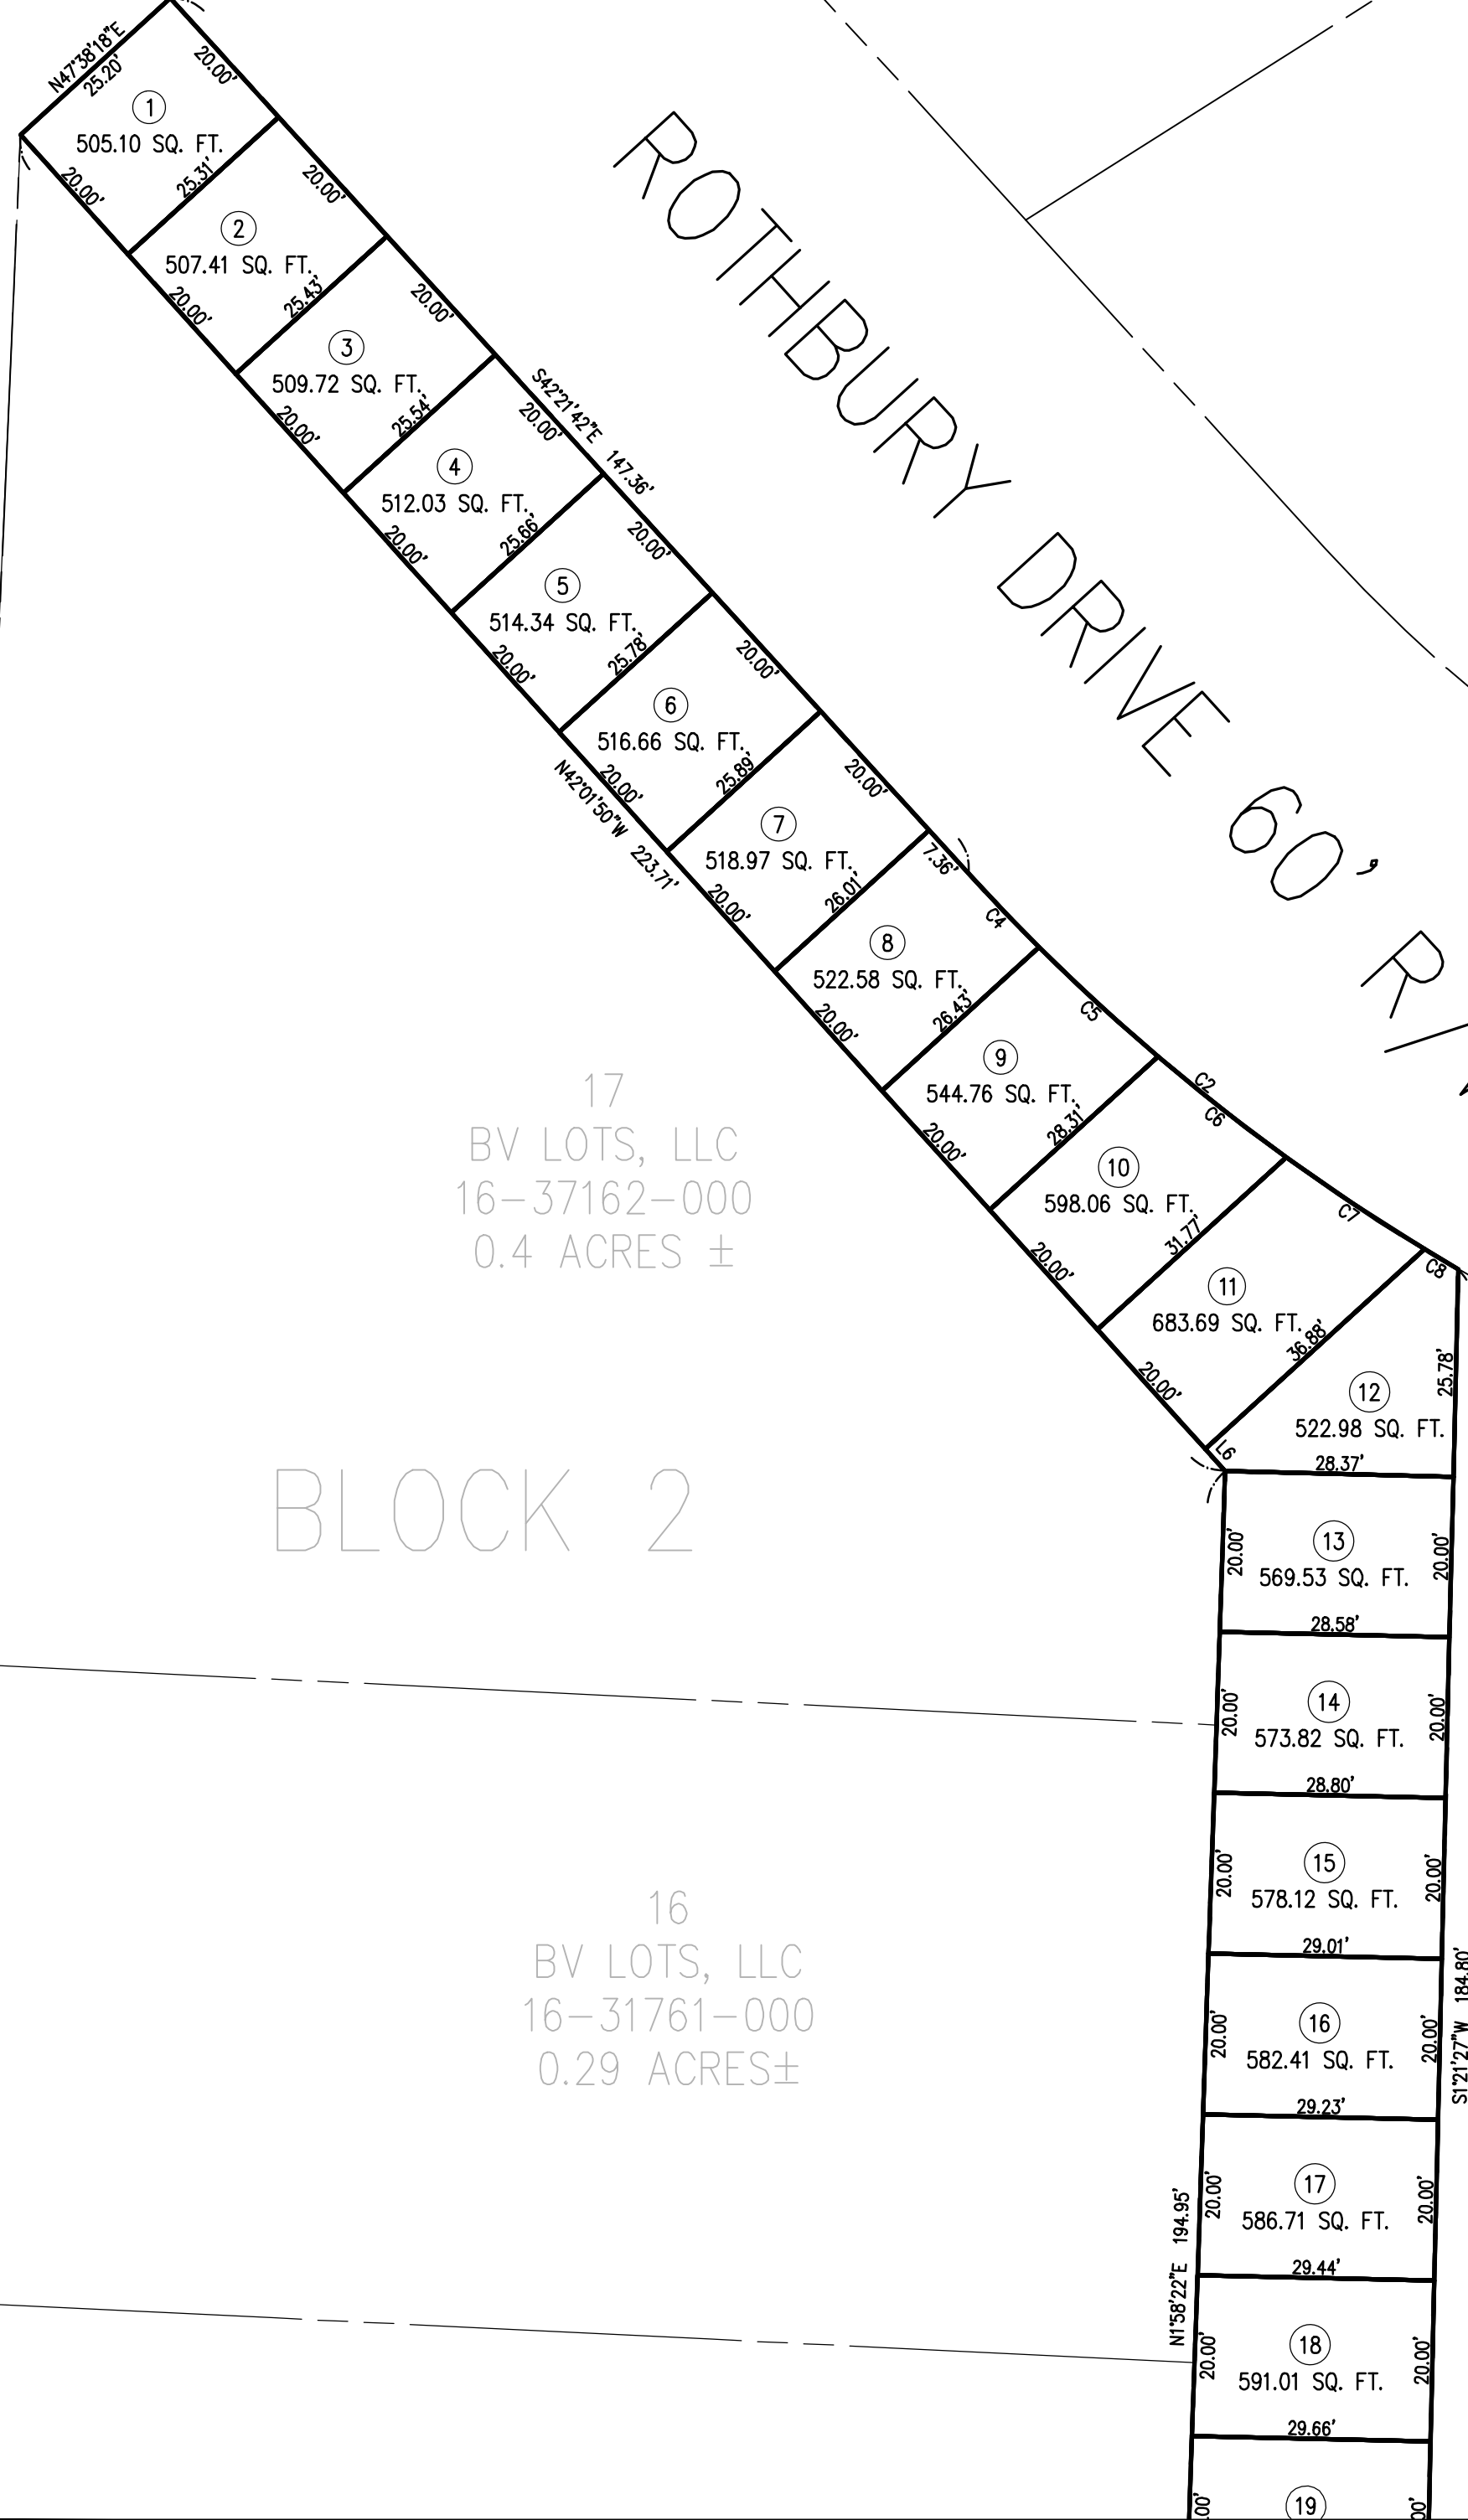 N47°38'18"E
25.20'
20.00'
1
505.10 SQ. FT.
20.00'
25.31'
20.00'
2
507.41 SQ. FT.
20.00'
25.43'
20.00'
3
509.72 SQ. FT.
20.00'
25.54'
S42°21'42"E 147.36'
20.00'
4
512.03 SQ. FT.
20.00'
25.66'
20.00'
5
514.34 SQ. FT.
20.00'
25.78'
20.00'
6
516.66 SQ. FT.
20.00'
25.89'
N42°01'50"W 223.71'
20.00'
7
518.97 SQ. FT.
20.00'
26.01'
7.36'
C4
8
522.58 SQ. FT.
20.00'
26.43'
C5
9
544.76 SQ. FT.
20.00'
28.31'
C2
C6
10
598.06 SQ. FT.
20.00'
31.77'
C7
11
683.69 SQ. FT.
20.00'
36.88'
C8
25.78'
12
522.98 SQ. FT.
L6
28.37'
ROTHBURY DRIVE 60' R/
17
BV LOTS, LLC
16-37162-000
0.4 ACRES ±
BLOCK 2
20.00'
13
569.53 SQ. FT.
20.00'
28.58'
20.00'
14
573.82 SQ. FT.
20.00'
28.80'
20.00'
15
578.12 SQ. FT.
20.00'
29.01'
16
BV LOTS, LLC
16-31761-000
0.29 ACRES±
20.00'
16
582.41 SQ. FT.
20.00'
S1°21'27"W 184.80'
29.23'
20.00'
17
586.71 SQ. FT.
20.00'
N1°58'22"E 194.95'
29.44'
20.00'
18
591.01 SQ. FT.
20.00'
29.66'
.00'
19
00'